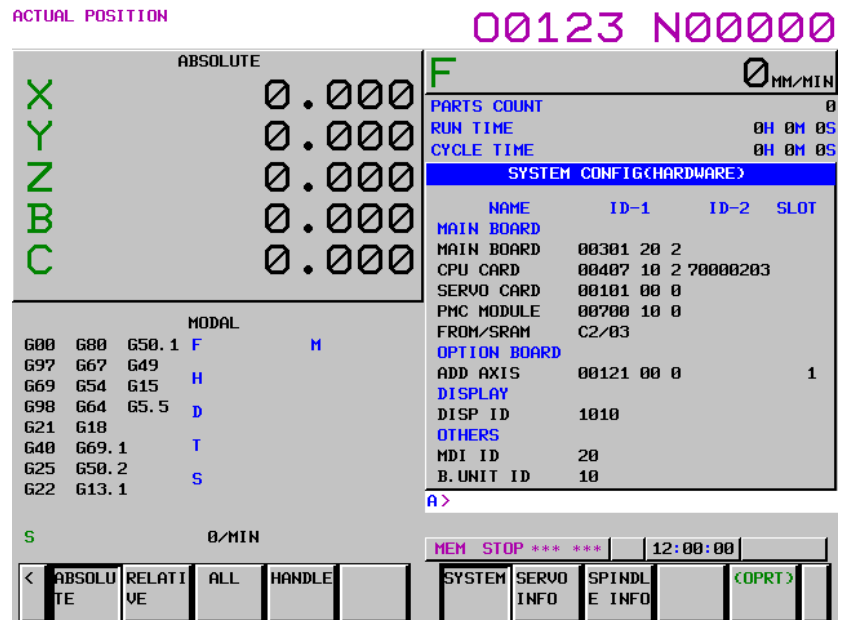 ACTUAL POSITION
O0123 N00000
ABSOLUTE
X 0.000
Y 0.000
Z 0.000
B 0.000
C 0.000
F 0 MM/MIN
PARTS COUNT 0
RUN TIME 0H 0M 0S
CYCLE TIME 0H 0M 0S
SYSTEM CONFIG(HARDWARE)
NAME ID-1 ID-2 SLOT
MAIN BOARD
MAIN BOARD 00301 20 2
CPU CARD 00407 10 2 70000203
SERVO CARD 00101 00 0
PMC MODULE 00700 10 0
FROM/SRAM C2/03
OPTION BOARD
ADD AXIS 00121 00 0 1
DISPLAY
DISP ID 1010
OTHERS
MDI ID 20
B.UNIT ID 10
MODAL
G00 G80 G50.1 F M
G97 G67 G49
G69 G54 G15 H
G98 G64 G5.5 D
G21 G18
G40 G69.1 T
G25 G50.2 S
G22 G13.1
A>
S 0/MIN
MEM STOP *** *** 12:00:00
< ABSOLU RELATI ALL HANDLE SYSTEM SERVO SPINDL (OPRT)
TE VE INFO E INFO